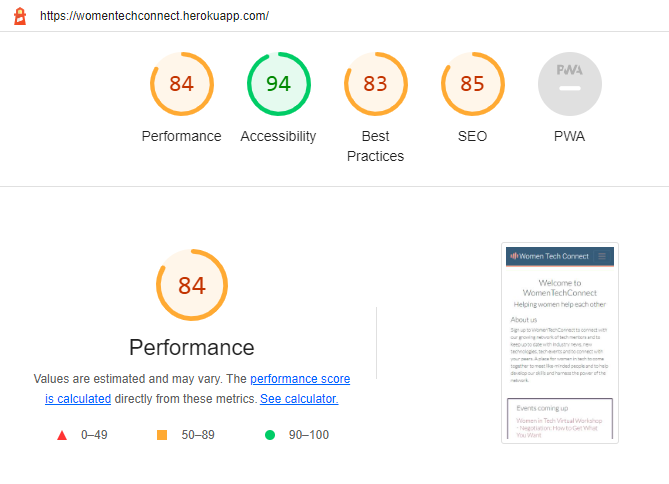 https://womentechconnect.herokuapp.com/
84
94
83
85
PWA
Performance
Accessibility
Best
Practices
SEO
PWA
84
Performance
Values are estimated and may vary. The performance score
is calculated directly from these metrics. See calculator.
0–49
50–89
90–100
Women Tech Connect
Welcome to
WomenTechConnect
Helping women help each other
About us
Sign up to WomenTechConnect to connect with
our growing network of tech mentors and to
keep up to date with industry news, new
technologies, tech events and to connect with
your peers. A place for women in tech to come
together to meet like minded people and to help
develop our skills and harness the power of the
network.
Events coming up
Women in Tech Virtual Workshop
- Negotiation: How to Get What
You Want